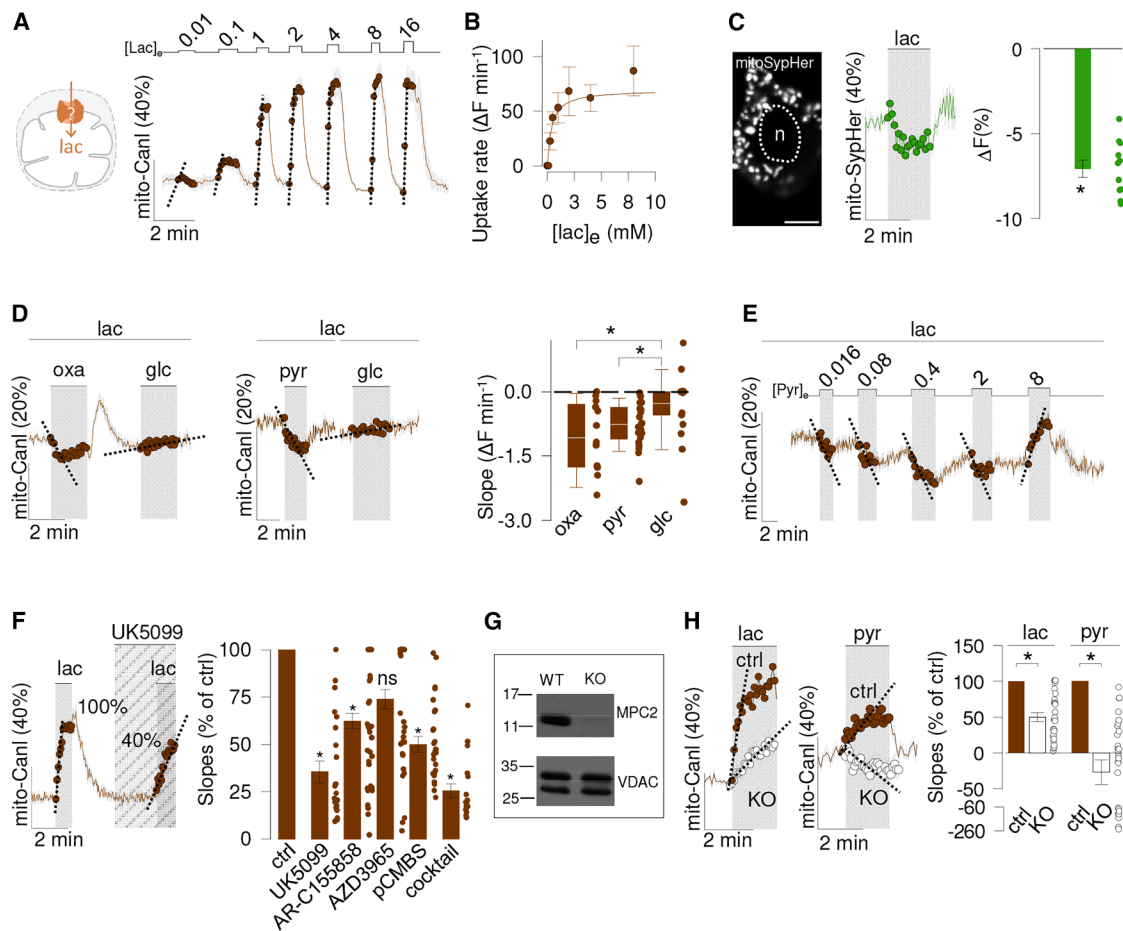 A
[Lac]e
0.01
0.1
1
2
4
8
16
?
lac
mito-CanI (40%)
2 min
B
Uptake rate (ΔF min⁻¹)
100
50
0
0
3
5
8
10
[lac]e (mM)
C
mitoSypHer
n
lac
mito-SypHer (40%)
2 min
ΔF(%)
0
-5
-10
*
D
lac
oxa
glc
mito-CanI (20%)
2 min
lac
pyr
glc
mito-CanI (20%)
2 min
*
*
Slope (ΔF min⁻¹)
0.0
-1.5
-3.0
oxa
pyr
glc
E
lac
[Pyr]e
0.016
0.08
0.4
2
8
mito-CanI (20%)
2 min
F
UK5099
lac
lac
100%
40%
mito-CanI (40%)
2 min
Slopes (% of ctrl)
100
75
50
25
0
*
*
ns
*
*
ctrl
UK5099
AR-C155858
AZD3965
pCMBS
cocktail
G
WT
KO
17
11
MPC2
35
25
VDAC
H
lac
ctrl
KO
mito-CanI (40%)
2 min
pyr
ctrl
KO
mito-CanI (40%)
2 min
Slopes (% of ctrl)
150
100
50
0
-50
-60
-260
lac
pyr
*
*
ctrl
KO
ctrl
KO